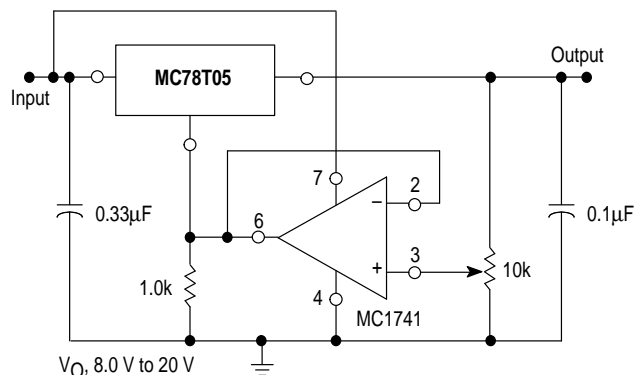 MC78T05
Output
Input
7
2
−
6
0.33µF
0.1µF
+
3
10k
1.0k
4
MC1741
V_O, 8.0 V to 20 V